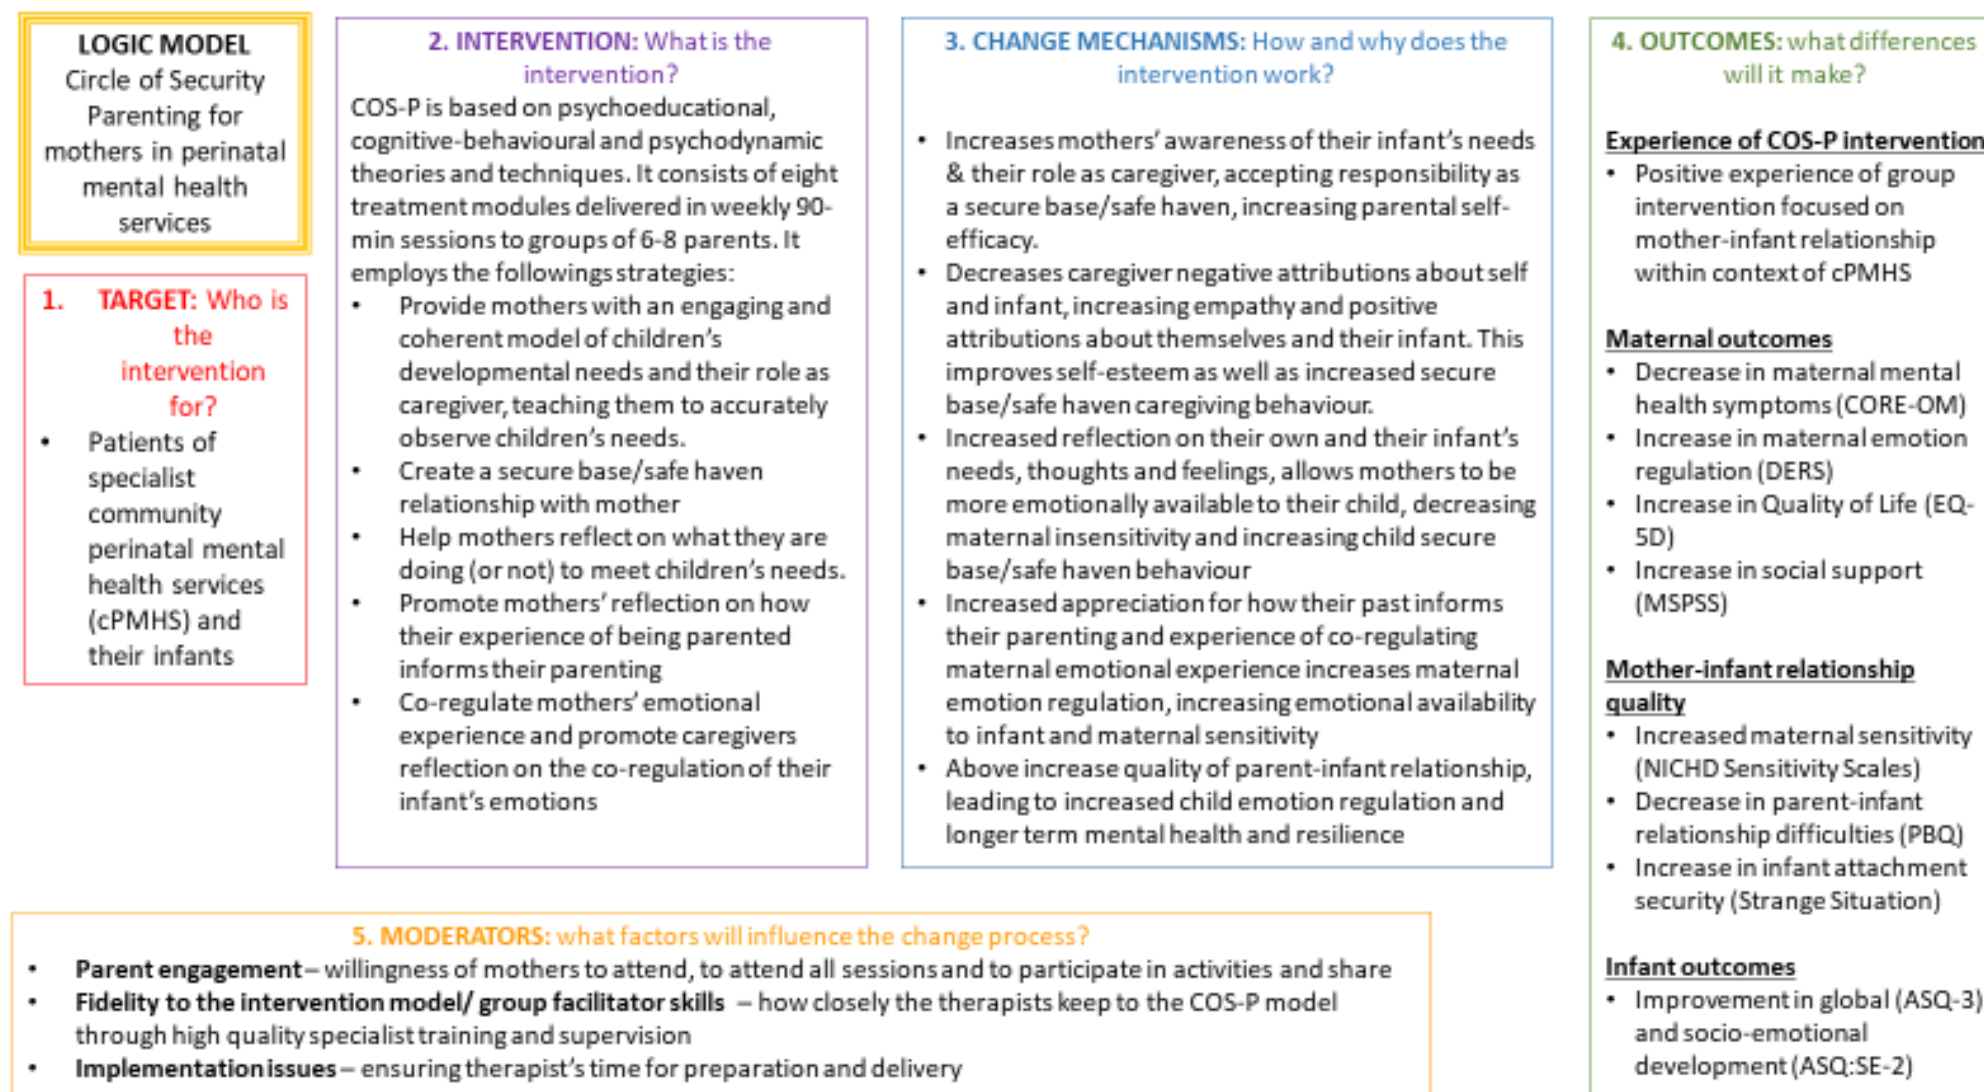 LOGIC MODEL
Circle of Security
Parenting for
mothers in perinatal
mental health
services
1. TARGET: Who is
the
intervention
for?
• Patients of
specialist
community
perinatal mental
health services
(cPMHS) and
their infants
2. INTERVENTION: What is the
intervention?
COS-P is based on psychoeducational,
cognitive-behavioural and psychodynamic
theories and techniques. It consists of eight
treatment modules delivered in weekly 90-
min sessions to groups of 6-8 parents. It
employs the followings strategies:
• Provide mothers with an engaging and
coherent model of children's
developmental needs and their role as
caregiver, teaching them to accurately
observe children's needs.
• Create a secure base/safe haven
relationship with mother
• Help mothers reflect on what they are
doing (or not) to meet children's needs.
• Promote mothers' reflection on how
their experience of being parented
informs their parenting
• Co-regulate mothers' emotional
experience and promote caregivers
reflection on the co-regulation of their
infant's emotions
3. CHANGE MECHANISMS: How and why does the
intervention work?
• Increases mothers' awareness of their infant's needs
& their role as caregiver, accepting responsibility as
a secure base/safe haven, increasing parental self-
efficacy.
• Decreases caregiver negative attributions about self
and infant, increasing empathy and positive
attributions about themselves and their infant. This
improves self-esteem as well as increased secure
base/safe haven caregiving behaviour.
• Increased reflection on their own and their infant's
needs, thoughts and feelings, allows mothers to be
more emotionally available to their child, decreasing
maternal insensitivity and increasing child secure
base/safe haven behaviour
• Increased appreciation for how their past informs
their parenting and experience of co-regulating
maternal emotional experience increases maternal
emotion regulation, increasing emotional availability
to infant and maternal sensitivity
• Above increase quality of parent-infant relationship,
leading to increased child emotion regulation and
longer term mental health and resilience
4. OUTCOMES: what differences
will it make?
Experience of COS-P intervention
• Positive experience of group
intervention focused on
mother-infant relationship
within context of cPMHS
Maternal outcomes
• Decrease in maternal mental
health symptoms (CORE-OM)
• Increase in maternal emotion
regulation (DERS)
• Increase in Quality of Life (EQ-
5D)
• Increase in social support
(MSPSS)
Mother-infant relationship
quality
• Increased maternal sensitivity
(NICHD Sensitivity Scales)
• Decrease in parent-infant
relationship difficulties (PBQ)
• Increase in infant attachment
security (Strange Situation)
Infant outcomes
• Improvement in global (ASQ-3)
and socio-emotional
development (ASQ:SE-2)
5. MODERATORS: what factors will influence the change process?
• Parent engagement – willingness of mothers to attend, to attend all sessions and to participate in activities and share
• Fidelity to the intervention model/ group facilitator skills – how closely the therapists keep to the COS-P model
through high quality specialist training and supervision
• Implementation issues – ensuring therapist's time for preparation and delivery